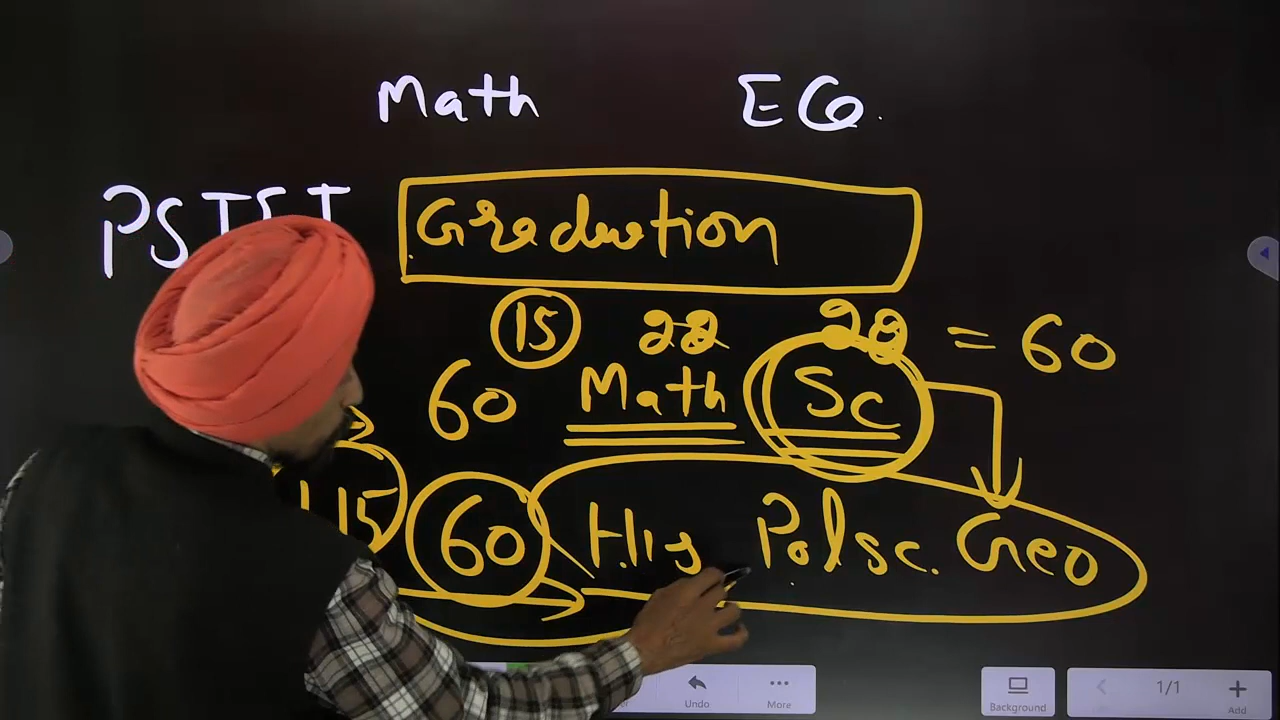 Math EG.
PSTET
Gredution
15 22 28 = 60
60 Math Sc
115 60 His Polsc. Geo
Undo More Background 1/1 Add